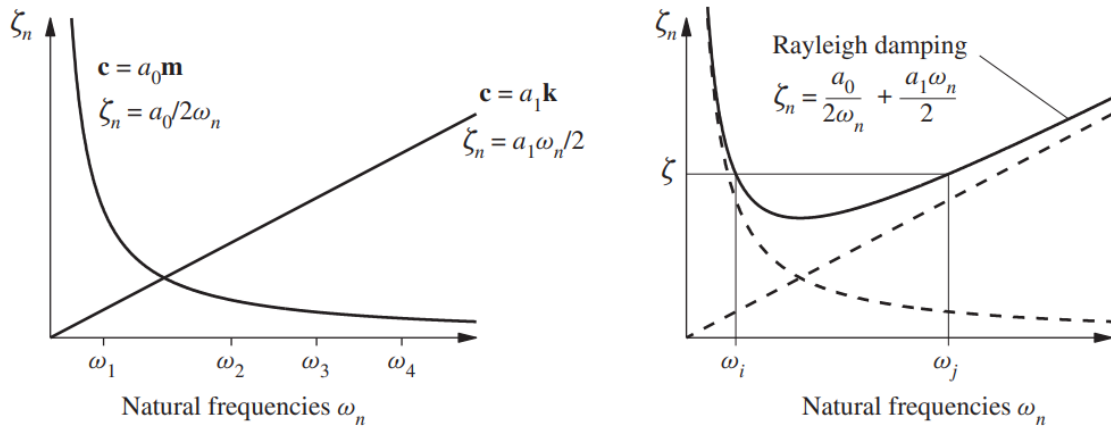 ζₙ
c = a₀m
ζₙ = a₀/2ωₙ
c = a₁k
ζₙ = a₁ωₙ/2
ω₁ ω₂ ω₃ ω₄
Natural frequencies ωₙ
ζₙ
Rayleigh damping
ζₙ = a₀/2ωₙ + a₁ωₙ/2
ζ
ωᵢ ωⱼ
Natural frequencies ωₙ